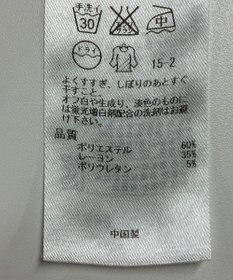 手洗イ
30
中
ドライ
15-2
よくすすぎ、しぼりのあとすぐ
干すこと。
オフ白や生成り、淡色のものに
は蛍光増白剤配合の洗剤はお避
け下さい。
品質
ポリエステル 60%
レーヨン 35%
ポリウレタン 5%
中国製